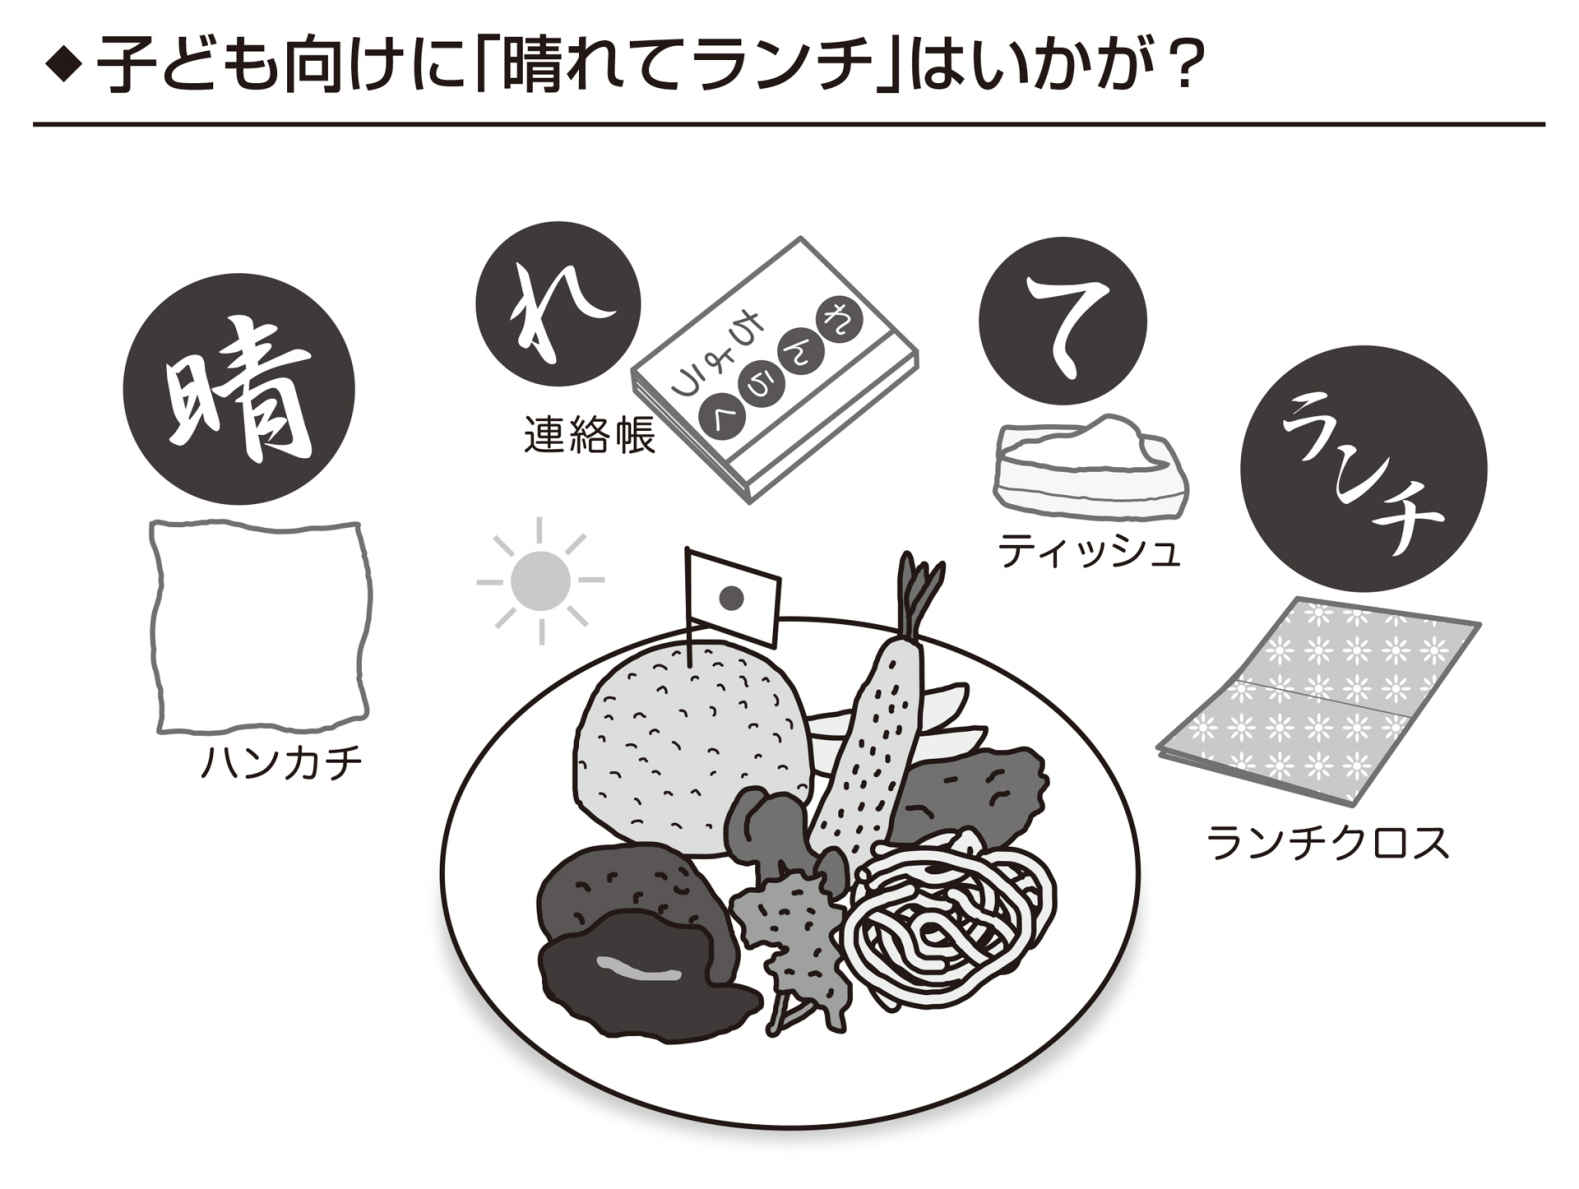 ◆子ども向けに「晴れてランチ」はいかが？
晴
ハンカチ
れ
連絡帳
れんらく
ちょう
て
ティッシュ
ランチ
ランチクロス